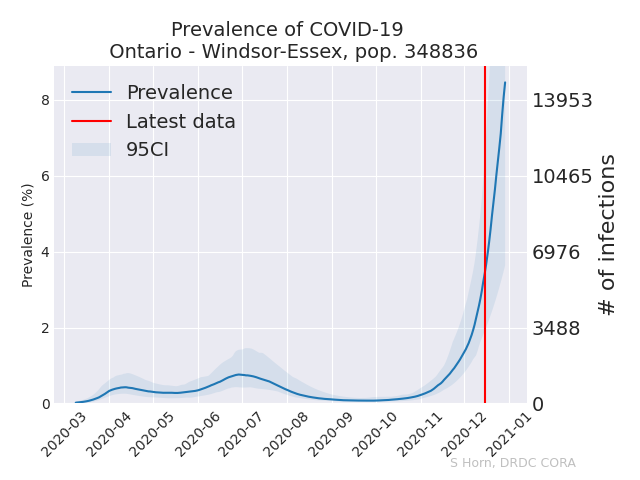 Prevalence of COVID-19
Ontario - Windsor-Essex, pop. 348836
Prevalence
Latest data
95CI
Prevalence (%)
8
6
4
2
0
13953
10465
6976
3488
0
# of infections
2020-03
2020-04
2020-05
2020-06
2020-07
2020-08
2020-09
2020-10
2020-11
2020-12
2021-01
S Horn, DRDC CORA